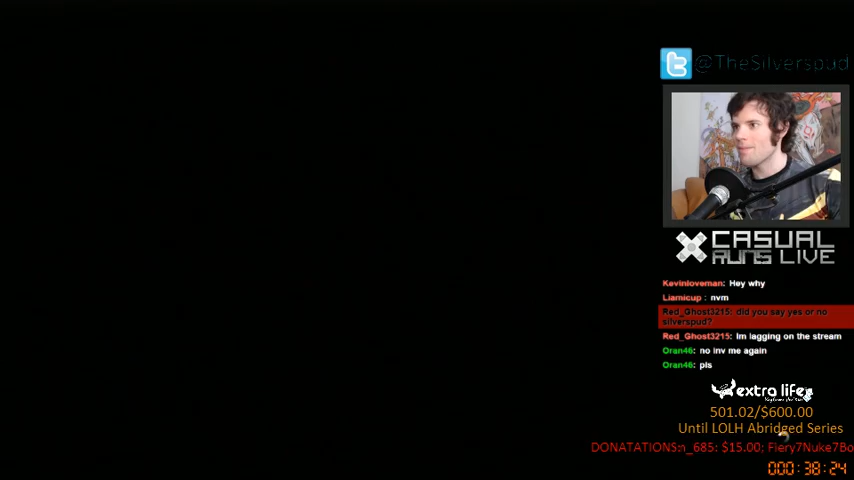 @TheSilverspud
CASUAL
RUNS LIVE
Kevinloveman: Hey why
Liamicup : nvm
Red_Ghost3215: did you say yes or no
silverspud?
Red_Ghost3215: Im lagging on the stream
Oran46: no inv me again
Oran46: pls
extra life
501.02/$600.00
Until LOLH Abridged Series
DONATATIONS:n_685: $15.00; Fiery7Nuke7Bo
000:38:24